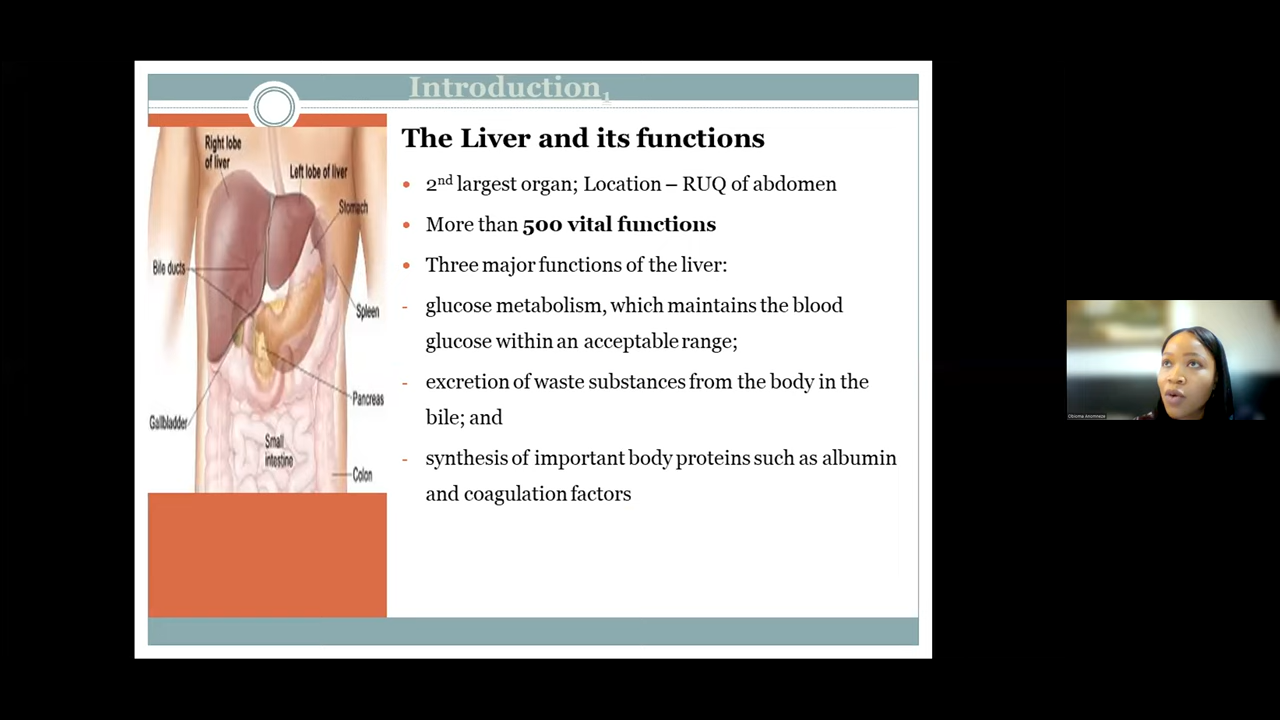 Introduction1
Right lobe
of liver
Left lobe of liver
Stomach
Bile ducts
Spleen
Pancreas
Gallbladder
Small
intestine
Colon
The Liver and its functions
• 2nd largest organ; Location – RUQ of abdomen
• More than 500 vital functions
• Three major functions of the liver:
- glucose metabolism, which maintains the blood
glucose within an acceptable range;
- excretion of waste substances from the body in the
bile; and
- synthesis of important body proteins such as albumin
and coagulation factors